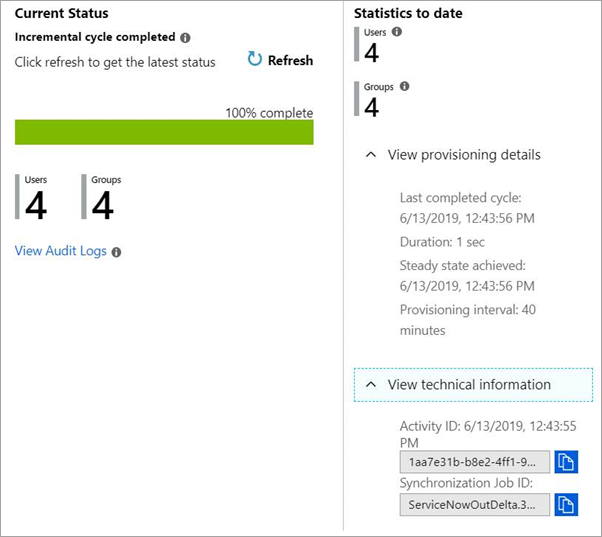 Current Status
Incremental cycle completed
Click refresh to get the latest status
Refresh
100% complete
Users
4
Groups
4
View Audit Logs
Statistics to date
Users
4
Groups
4
View provisioning details
Last completed cycle:
6/13/2019, 12:43:56 PM
Duration: 1 sec
Steady state achieved:
6/13/2019, 12:43:56 PM
Provisioning interval: 40
minutes
View technical information
Activity ID: 6/13/2019, 12:43:55
PM
1aa7e31b-b8e2-4ff1-9...
Synchronization Job ID:
ServiceNowOutDelta.3...